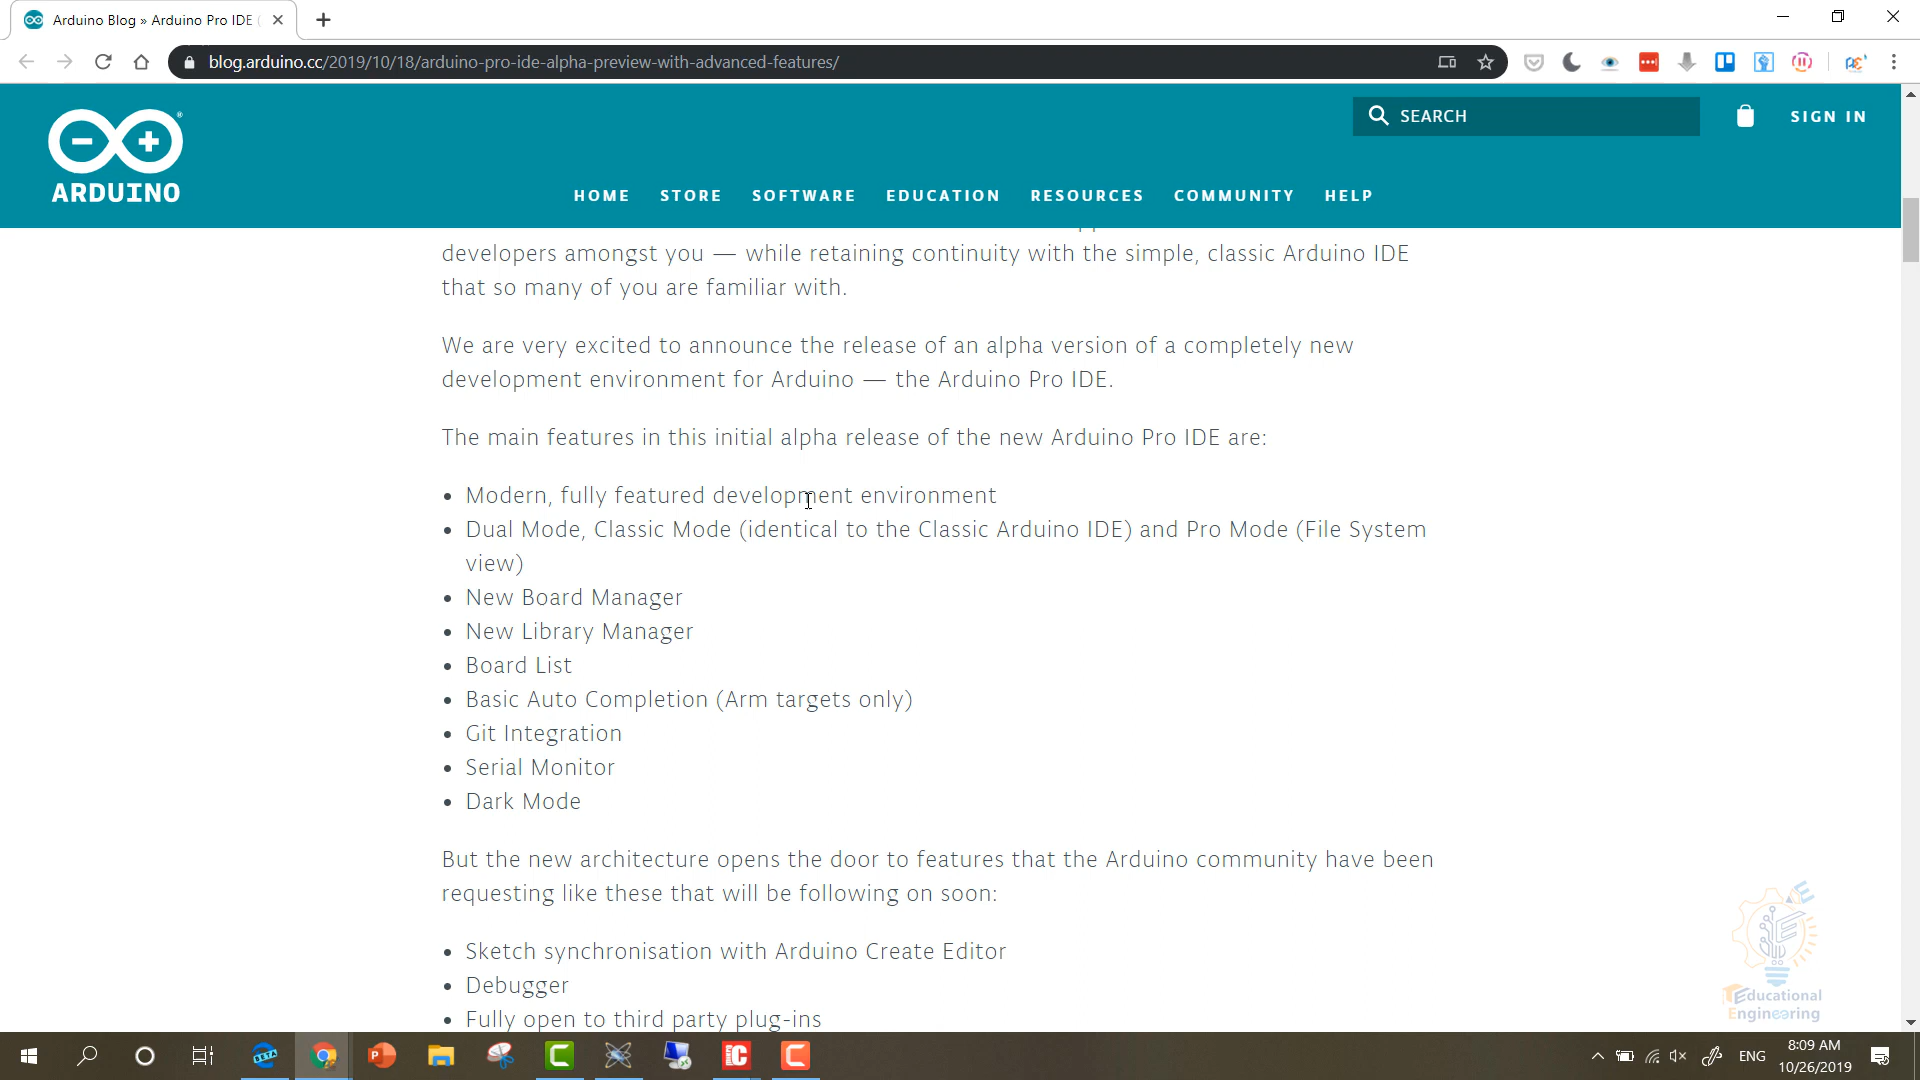 Arduino Blog » Arduino Pro IDE
blog.arduino.cc/2019/10/18/arduino-pro-ide-alpha-preview-with-advanced-features/
ARDUINO
SEARCH
SIGN IN
HOME STORE SOFTWARE EDUCATION RESOURCES COMMUNITY HELP
developers amongst you — while retaining continuity with the simple, classic Arduino IDE
that so many of you are familiar with.
We are very excited to announce the release of an alpha version of a completely new
development environment for Arduino — the Arduino Pro IDE.
The main features in this initial alpha release of the new Arduino Pro IDE are:
• Modern, fully featured development environment
• Dual Mode, Classic Mode (identical to the Classic Arduino IDE) and Pro Mode (File System
view)
• New Board Manager
• New Library Manager
• Board List
• Basic Auto Completion (Arm targets only)
• Git Integration
• Serial Monitor
• Dark Mode
But the new architecture opens the door to features that the Arduino community have been
requesting like these that will be following on soon:
• Sketch synchronisation with Arduino Create Editor
• Debugger
• Fully open to third party plug-ins
Educational
Engineering
BETA
ENG
8:09 AM
10/26/2019